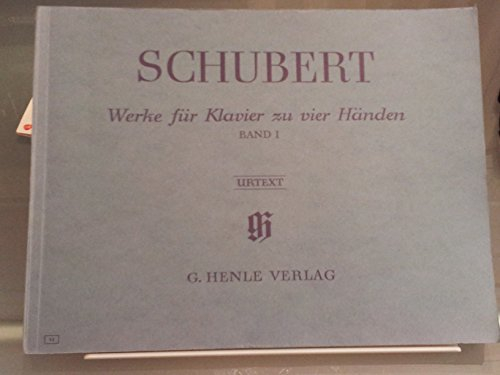 SCHUBERT
Werke für Klavier zu vier Händen
BAND I
URTEXT
G. HENLE VERLAG